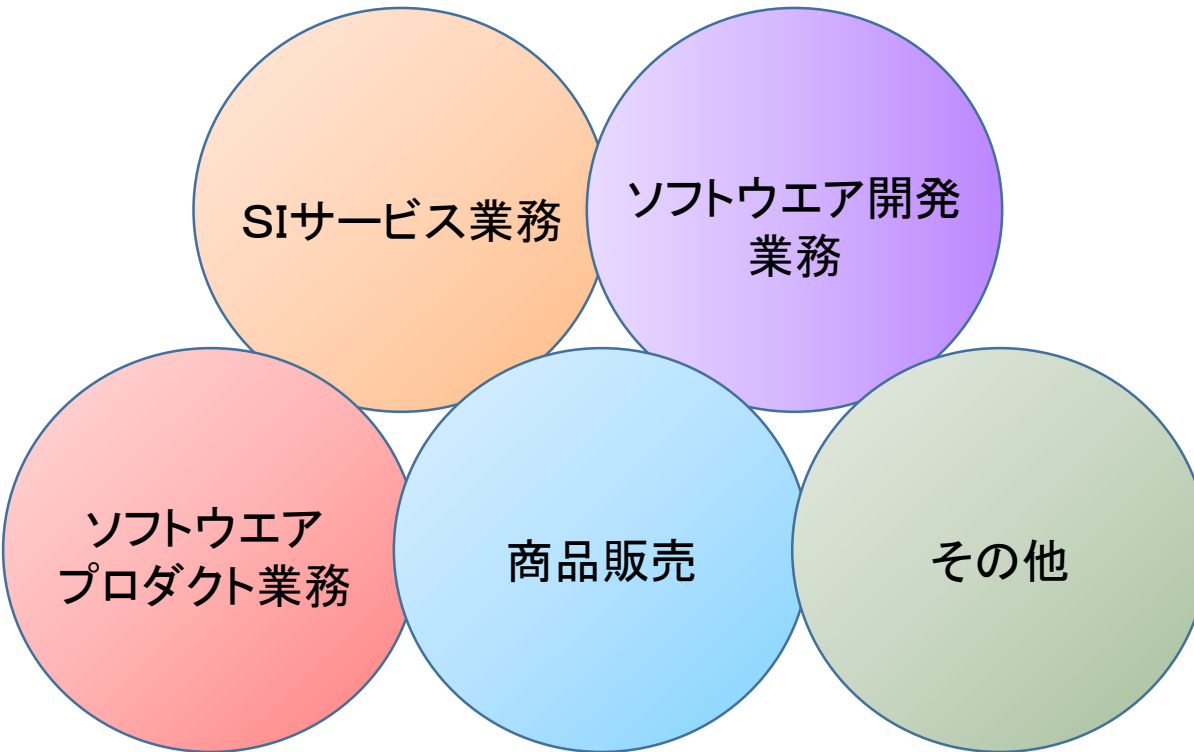 SIサービス業務
ソフトウエア開発
業務
ソフトウエア
プロダクト業務
商品販売
その他